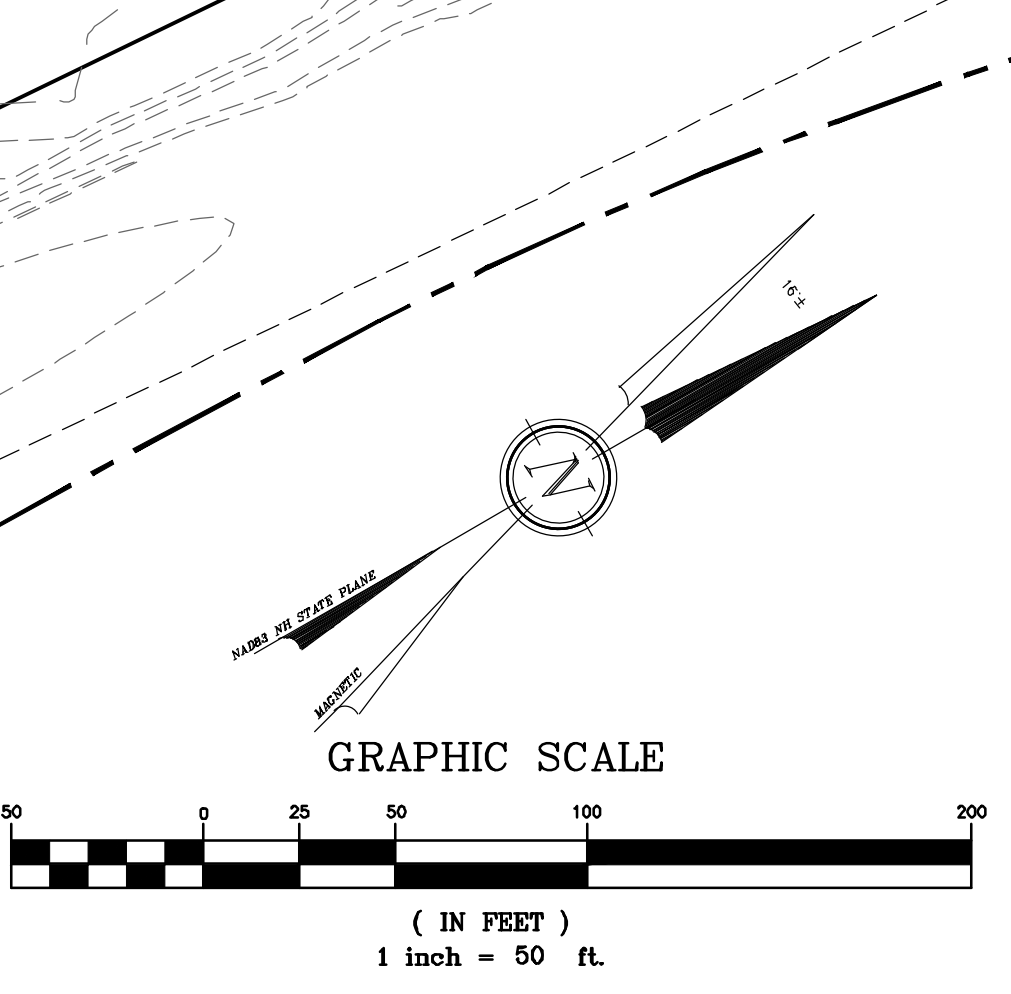 16°±
N
NAD83 NH STATE PLANE
MAGNETIC
GRAPHIC SCALE
50 0 25 50 100 200
( IN FEET )
1 inch = 50 ft.